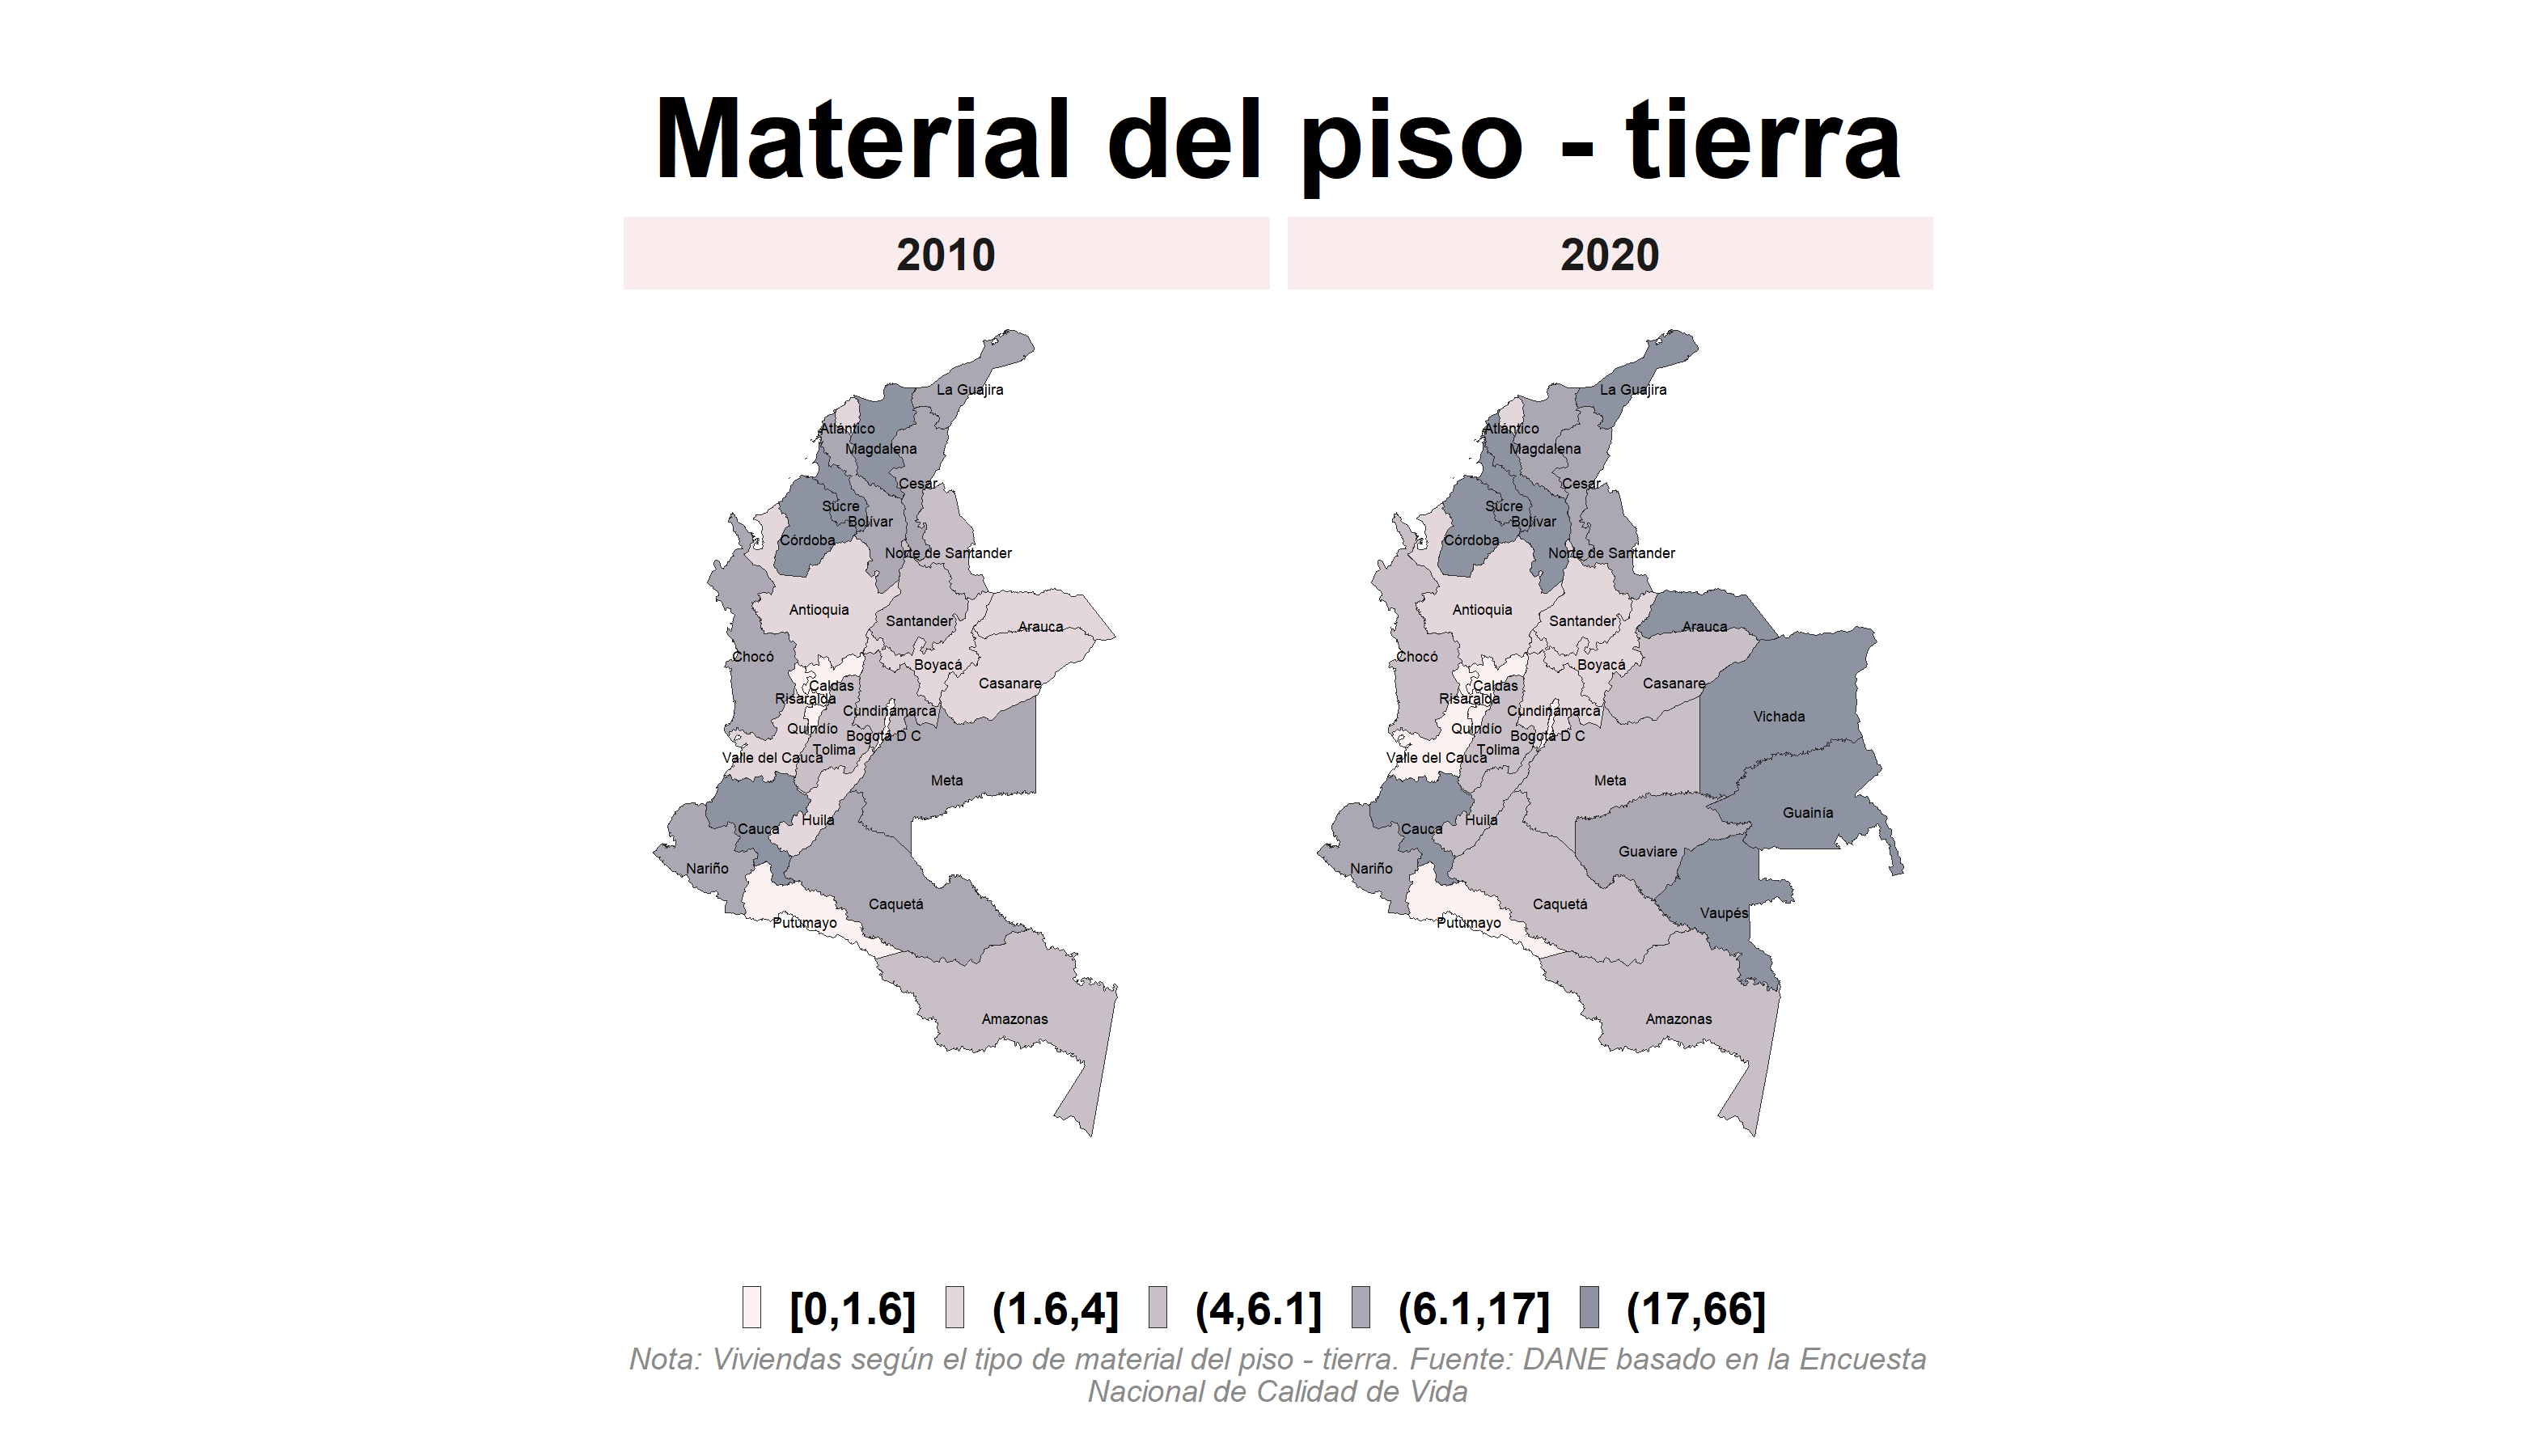 Material del piso - tierra
2010
2020
La Guajira
Atlántico
Magdalena
Cesar
Sucre
Bolívar
Córdoba
Norte de Santander
Antioquia
Santander
Arauca
Chocó
Boyacá
Casanare
Caldas
Risaralda
Cundinamarca
Quindío
Bogotá D C
Tolima
Valle del Cauca
Meta
Huila
Cauca
Nariño
Caquetá
Putumayo
Amazonas
La Guajira
Atlántico
Magdalena
Cesar
Sucre
Bolívar
Córdoba
Norte de Santander
Antioquia
Santander
Arauca
Chocó
Boyacá
Casanare
Caldas
Risaralda
Cundinamarca
Vichada
Quindío
Bogotá D C
Tolima
Valle del Cauca
Meta
Guainía
Huila
Cauca
Guaviare
Nariño
Caquetá
Vaupés
Putumayo
Amazonas
[0,1.6] (1.6,4] (4,6.1] (6.1,17] (17,66]
Nota: Viviendas según el tipo de material del piso - tierra. Fuente: DANE basado en la Encuesta
Nacional de Calidad de Vida